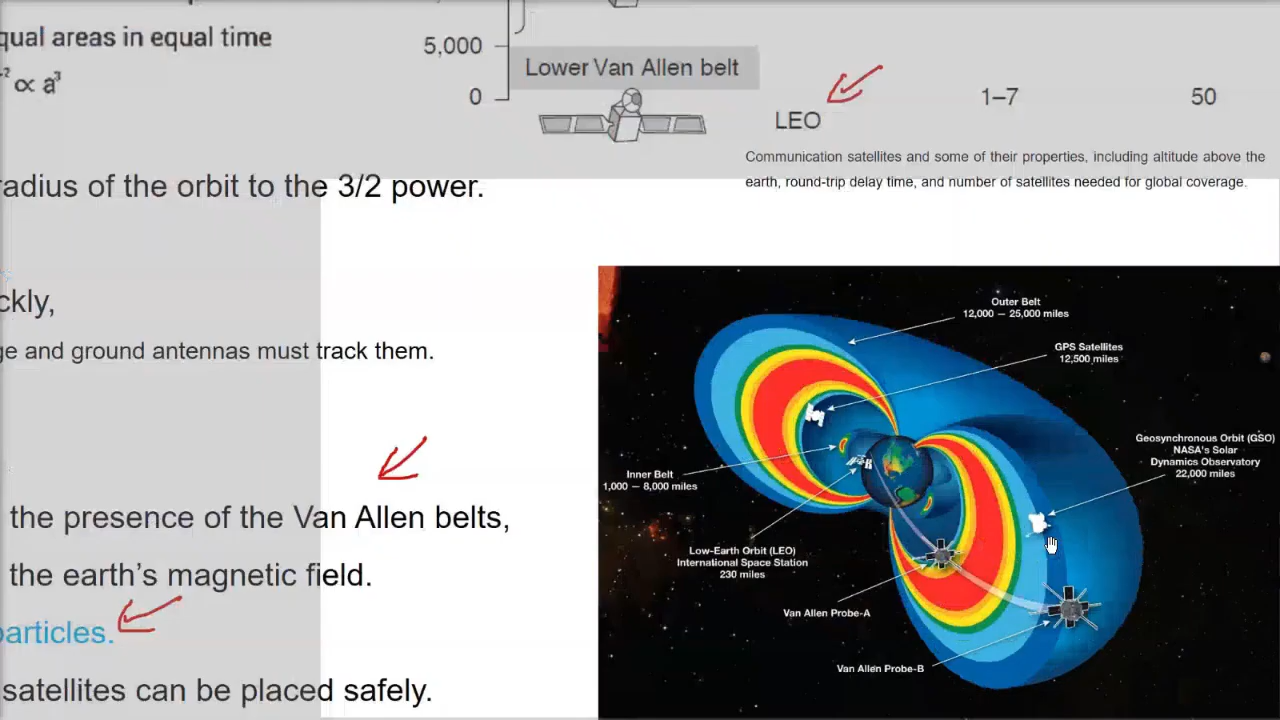 qual areas in equal time
∝ a³
5,000
Lower Van Allen belt
0
LEO
1–7
50
Communication satellites and some of their properties, including altitude above the
earth, round-trip delay time, and number of satellites needed for global coverage.
radius of the orbit to the 3/2 power.
ckly,
ge and ground antennas must track them.
the presence of the Van Allen belts,
the earth's magnetic field.
particles.
satellites can be placed safely.
Outer Belt
12,000 — 25,000 miles
GPS Satellites
12,500 miles
Geosynchronous Orbit (GSO)
NASA's Solar
Dynamics Observatory
22,000 miles
Inner Belt
1,000 — 8,000 miles
Low-Earth Orbit (LEO)
International Space Station
230 miles
Van Allen Probe-A
Van Allen Probe-B